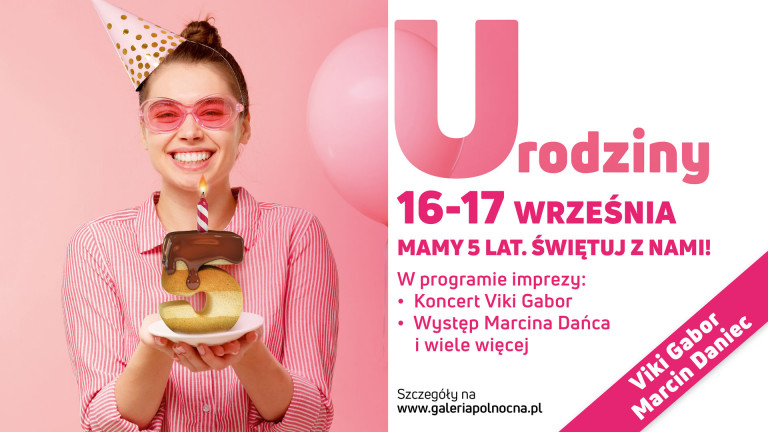 Urodziny
16-17 WRZEŚNIA
MAMY 5 LAT. ŚWIĘTUJ Z NAMI!
W programie imprezy:
• Koncert Viki Gabor
• Występ Marcina Dańca
i wiele więcej
Szczegóły na
www.galeriapolnocna.pl
Viki Gabor
Marcin Daniec
5